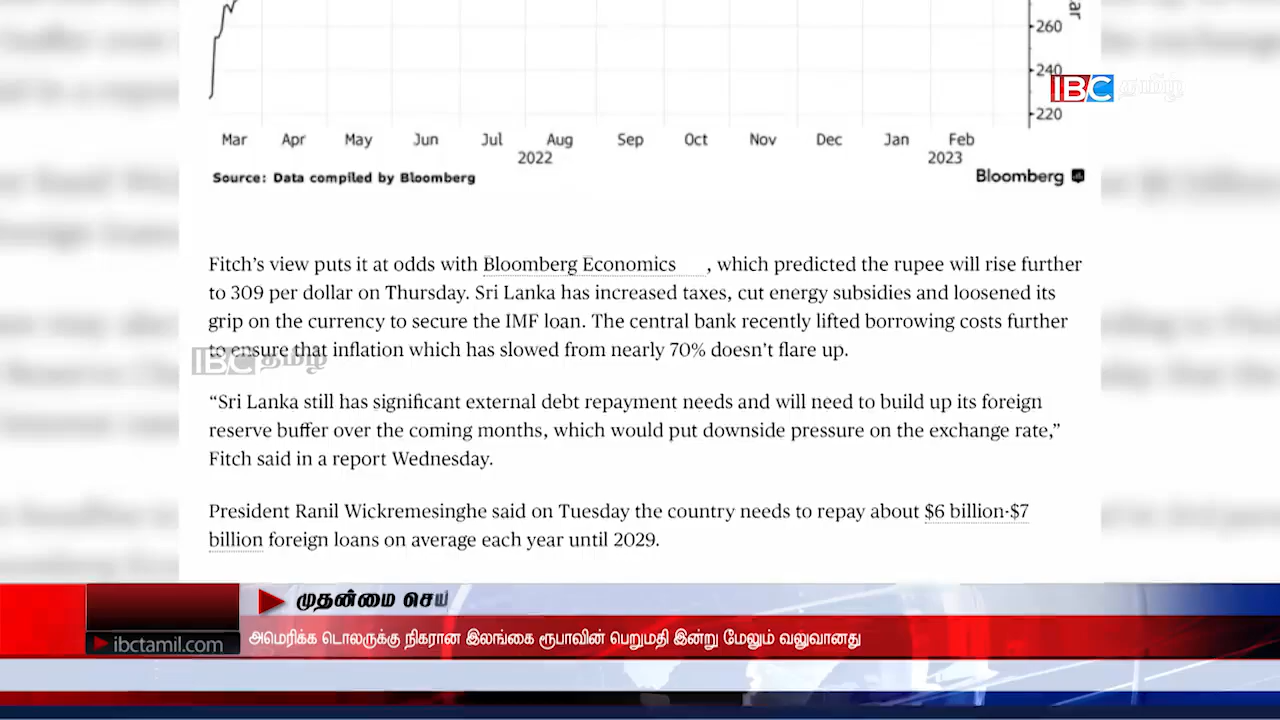 260
240
220
IBC தமிழ்
Mar Apr May Jun Jul Aug Sep Oct Nov Dec Jan Feb
2022 2023
Source: Data compiled by Bloomberg
Bloomberg
Fitch’s view puts it at odds with Bloomberg Economics , which predicted the rupee will rise further
to 309 per dollar on Thursday. Sri Lanka has increased taxes, cut energy subsidies and loosened its
grip on the currency to secure the IMF loan. The central bank recently lifted borrowing costs further
to ensure that inflation which has slowed from nearly 70% doesn’t flare up.
IBC தமிழ்
“Sri Lanka still has significant external debt repayment needs and will need to build up its foreign
reserve buffer over the coming months, which would put downside pressure on the exchange rate,”
Fitch said in a report Wednesday.
President Ranil Wickremesinghe said on Tuesday the country needs to repay about $6 billion-$7
billion foreign loans on average each year until 2029.
முதன்மை செய
ibctamil.com
அமெரிக்க டொலருக்கு நிகரான இலங்கை ரூபாவின் பெறுமதி இன்று மேலும் வலுவானது